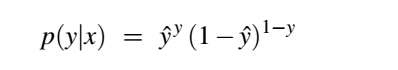 p(y|x) = ŷ^y (1 − ŷ)^{1−y}